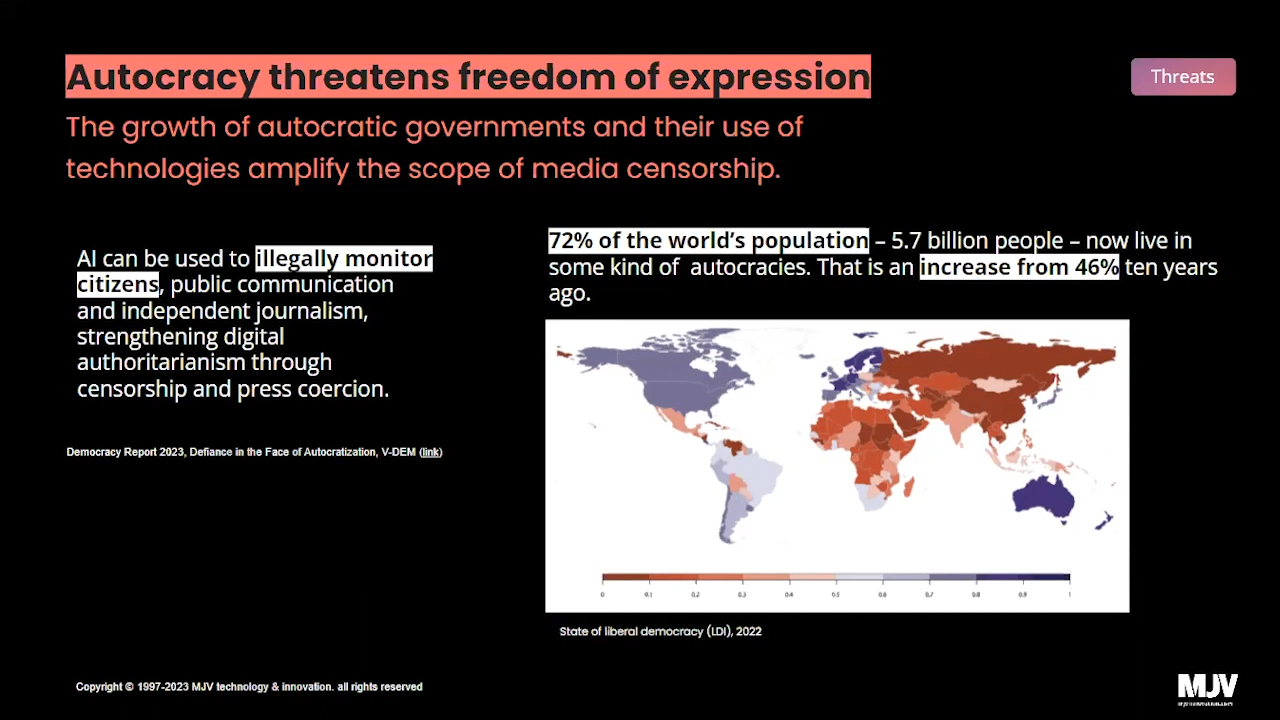 Autocracy threatens freedom of expression
Threats
The growth of autocratic governments and their use of
technologies amplify the scope of media censorship.
AI can be used to illegally monitor
citizens, public communication
and independent journalism,
strengthening digital
authoritarianism through
censorship and press coercion.
Democracy Report 2023, Defiance in the Face of Autocratization, V-DEM (link)
72% of the world’s population – 5.7 billion people – now live in
some kind of  autocracies. That is an increase from 46% ten years
ago.
0 0.1 0.2 0.3 0.4 0.5 0.6 0.7 0.8 0.9 1
State of liberal democracy (LDI), 2022
Copyright © 1997-2023 MJV technology & innovation. all rights reserved
MJV